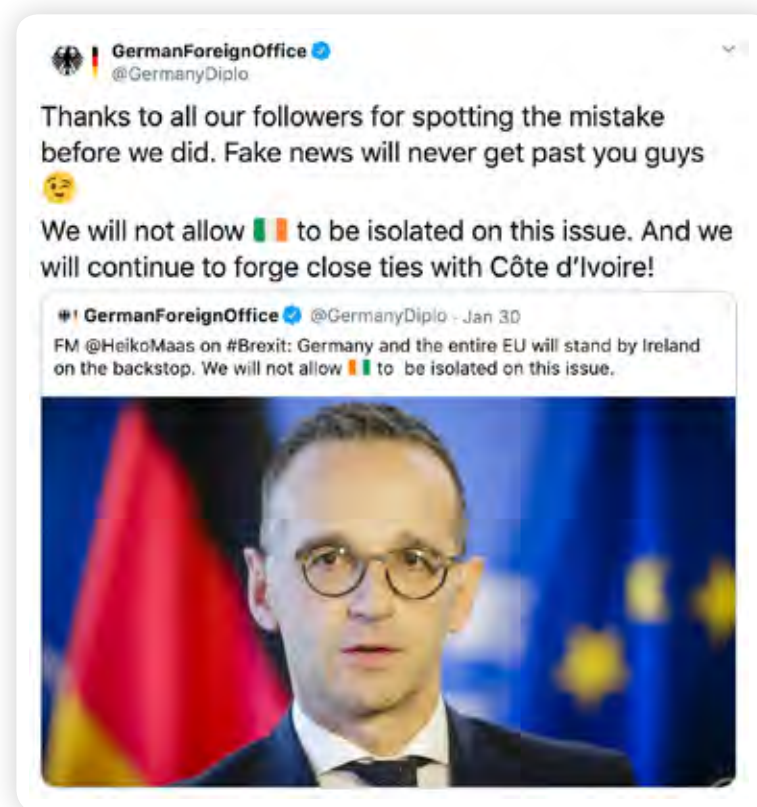 GermanForeignOffice
@GermanyDiplo
Thanks to all our followers for spotting the mistake
before we did. Fake news will never get past you guys
😉
We will not allow 🇮🇪 to be isolated on this issue. And we
will continue to forge close ties with Côte d'Ivoire!
GermanForeignOffice @GermanyDiplo · Jan 30
FM @HeikoMaas on #Brexit: Germany and the entire EU will stand by Ireland
on the backstop. We will not allow 🇨🇮 to be isolated on this issue.